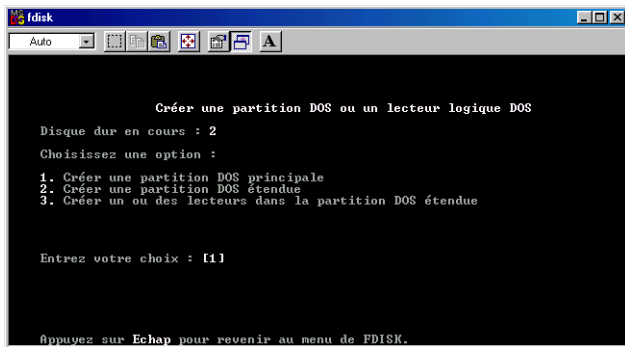 fdisk
Auto
A
Créer une partition DOS ou un lecteur logique DOS
Disque dur en cours : 2
Choisissez une option :
1. Créer une partition DOS principale
2. Créer une partition DOS étendue
3. Créer un ou des lecteurs dans la partition DOS étendue
Entrez votre choix : [1]
Appuyez sur Echap pour revenir au menu de FDISK.